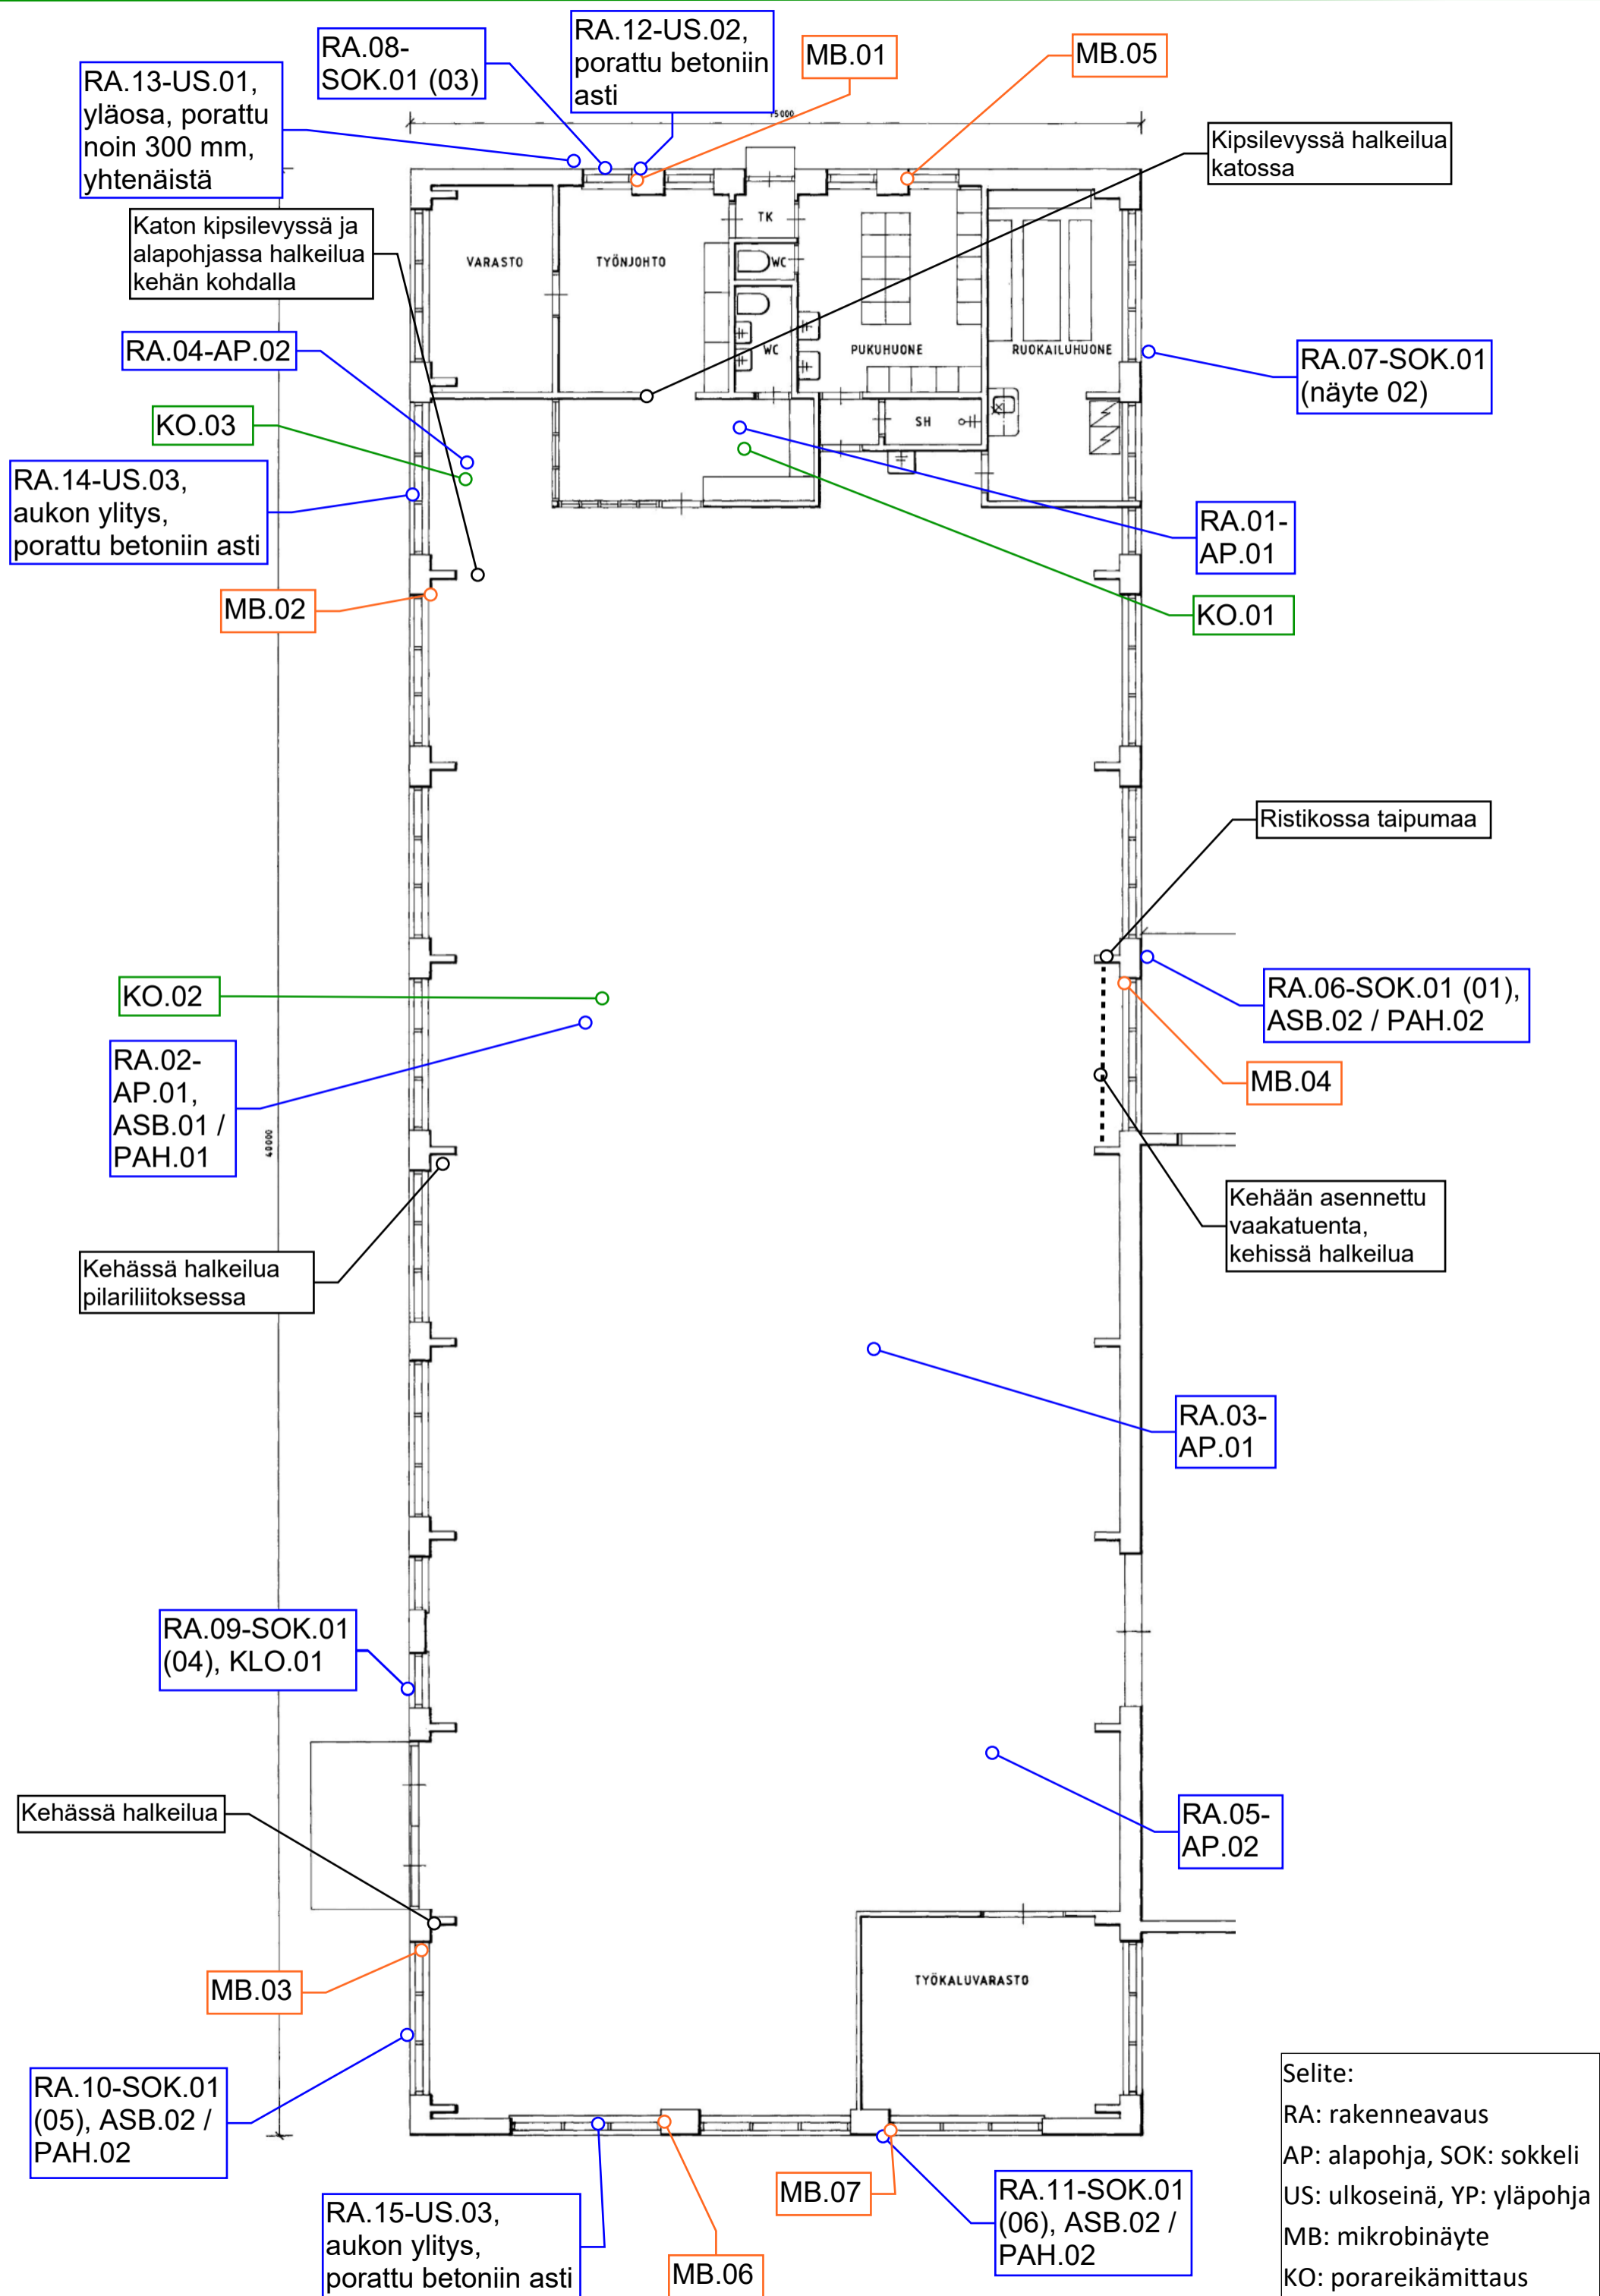 RA.12-US.02,
porattu betoniin
asti
RA.08-
SOK.01 (03)
MB.01
MB.05
RA.13-US.01,
yläosa, porattu
noin 300 mm,
yhtenäistä
15000
Kipsilevyssä halkeilua
katossa
Katon kipsilevyssä ja
alapohjassa halkeilua
kehän kohdalla
TK
VARASTO
TYÖNJOHTO
WC
WC
PUKUHUONE
RUOKAILUHUONE
RA.04-AP.02
RA.07-SOK.01
(näyte 02)
KO.03
SH
RA.14-US.03,
aukon ylitys,
porattu betoniin asti
RA.01-
AP.01
MB.02
KO.01
Ristikossa taipumaa
KO.02
RA.06-SOK.01 (01),
ASB.02 / PAH.02
RA.02-
AP.01,
ASB.01 /
PAH.01
MB.04
40000
Kehään asennettu
vaakatuenta,
kehissä halkeilua
Kehässä halkeilua
pilariliitoksessa
RA.03-
AP.01
RA.09-SOK.01
(04), KLO.01
Kehässä halkeilua
RA.05-
AP.02
MB.03
TYÖKALUVARASTO
RA.10-SOK.01
(05), ASB.02 /
PAH.02
MB.07
RA.11-SOK.01
(06), ASB.02 /
PAH.02
RA.15-US.03,
aukon ylitys,
porattu betoniin asti
MB.06
Selite:
RA: rakenneavaus
AP: alapohja, SOK: sokkeli
US: ulkoseinä, YP: yläpohja
MB: mikrobinäyte
KO: porareikämittaus